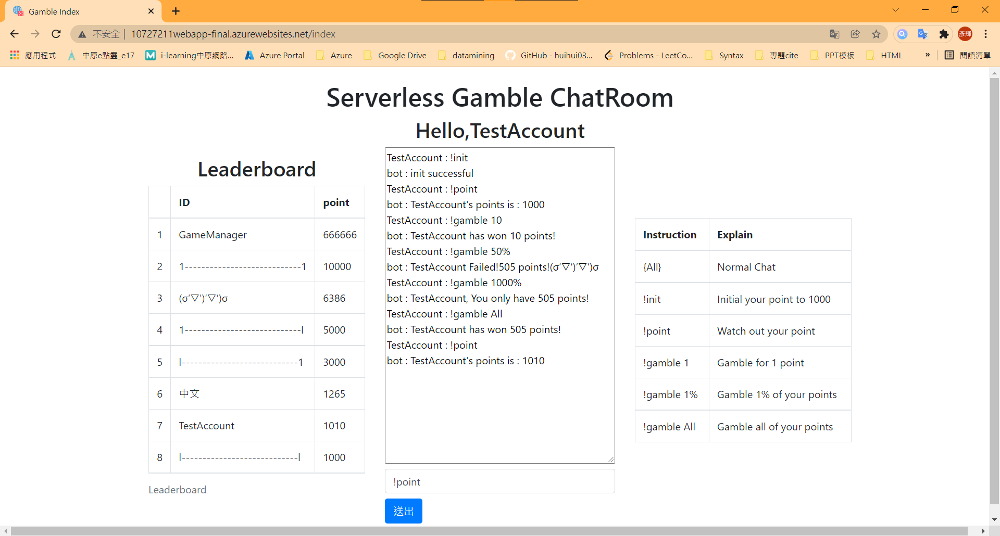 Gamble Index
不安全 | 10727211webapp-final.azurewebsites.net/index
彥輝
應用程式 中原e點靈_e17 i-learning中原網路... Azure Portal Azure Google Drive datamining GitHub - huihui03... Problems - LeetCo... Syntax 專題cite PPT模板 HTML » 閱讀清單
Serverless Gamble ChatRoom
Hello,TestAccount
Leaderboard
ID point
1 GameManager 666666
2 1----------------------------1 10000
3 (σ′▽‵)′▽‵)σ 6386
4 1----------------------------l 5000
5 l----------------------------1 3000
6 中文 1265
7 TestAccount 1010
8 l----------------------------l 1000
Leaderboard
TestAccount : !init
bot : init successful
TestAccount : !point
bot : TestAccount's points is : 1000
TestAccount : !gamble 10
bot : TestAccount has won 10 points!
TestAccount : !gamble 50%
bot : TestAccount Failed!505 points!(σ′▽‵)′▽‵)σ
TestAccount : !gamble 1000%
bot : TestAccount, You only have 505 points!
TestAccount : !gamble All
bot : TestAccount has won 505 points!
TestAccount : !point
bot : TestAccount's points is : 1010
!point
送出
Instruction Explain
{All} Normal Chat
!init Initial your point to 1000
!point Watch out your point
!gamble 1 Gamble for 1 point
!gamble 1% Gamble 1% of your points
!gamble All Gamble all of your points